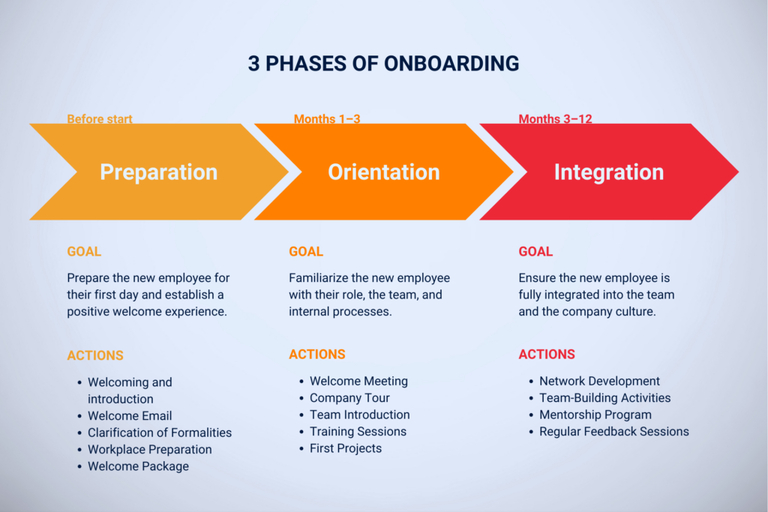 3 PHASES OF ONBOARDING
Before start
Months 1–3
Months 3–12
Preparation
Orientation
Integration
GOAL
Prepare the new employee for
their first day and establish a
positive welcome experience.
ACTIONS
• Welcoming and
introduction
• Welcome Email
• Clarification of Formalities
• Workplace Preparation
• Welcome Package
GOAL
Familiarize the new employee
with their role, the team, and
internal processes.
ACTIONS
• Welcome Meeting
• Company Tour
• Team Introduction
• Training Sessions
• First Projects
GOAL
Ensure the new employee is
fully integrated into the team
and the company culture.
ACTIONS
• Network Development
• Team-Building Activities
• Mentorship Program
• Regular Feedback Sessions